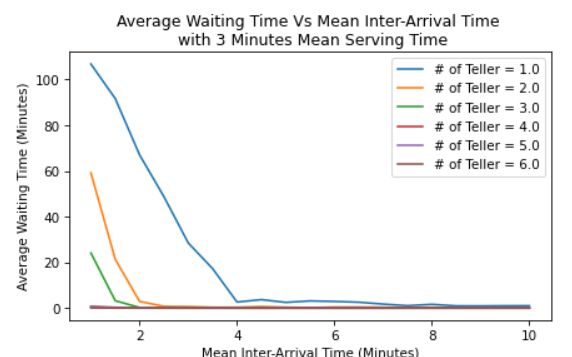 Average Waiting Time Vs Mean Inter-Arrival Time
with 3 Minutes Mean Serving Time
# of Teller = 1.0
# of Teller = 2.0
# of Teller = 3.0
# of Teller = 4.0
# of Teller = 5.0
# of Teller = 6.0
Average Waiting Time (Minutes)
100
80
60
40
20
0
2
4
6
8
10
Mean Inter-Arrival Time (Minutes)